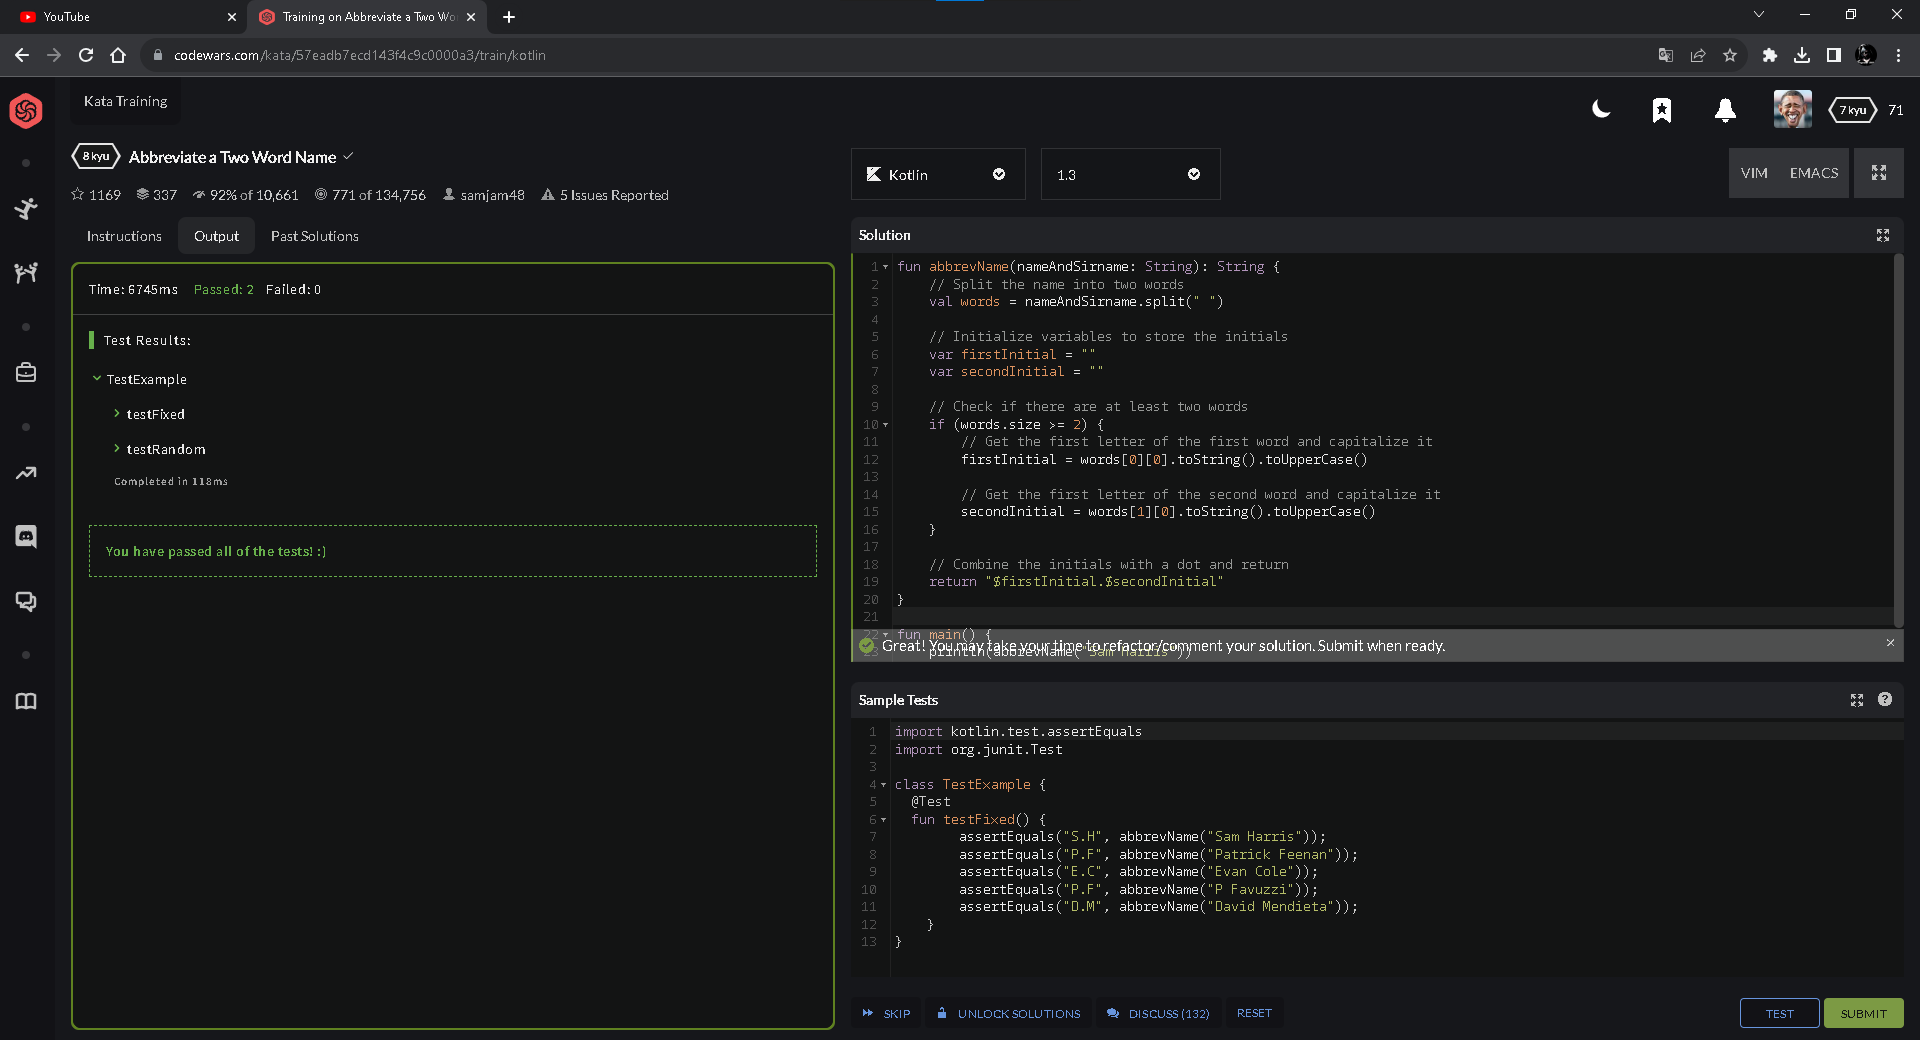 YouTube
Training on Abbreviate a Two Wo
codewars.com/kata/57eadb7ecd143f4c9c0000a3/train/kotlin
Kata Training
7 kyu 71
8 kyu Abbreviate a Two Word Name
1169 337 92% of 10,661 771 of 134,756 samjam48 5 Issues Reported
Instructions Output Past Solutions
Time: 6745ms Passed: 2 Failed: 0
Test Results:
TestExample
testFixed
testRandom
Completed in 118ms
You have passed all of the tests! :)
Kotlin 1.3 VIM EMACS
Solution
1 fun abbrevName(nameAndSirname: String): String {
2 // Split the name into two words
3 val words = nameAndSirname.split(" ")
4
5 // Initialize variables to store the initials
6 var firstInitial = ""
7 var secondInitial = ""
8
9 // Check if there are at least two words
10 if (words.size >= 2) {
11 // Get the first letter of the first word and capitalize it
12 firstInitial = words[0][0].toString().toUpperCase()
13
14 // Get the first letter of the second word and capitalize it
15 secondInitial = words[1][0].toString().toUpperCase()
16 }
17
18 // Combine the initials with a dot and return
19 return "$firstInitial.$secondInitial"
20 }
21
22 fun main() {
23 println(abbrevName("Sam Harris"))
Great! You may take your time to refactor/comment your solution. Submit when ready.
Sample Tests
1 import kotlin.test.assertEquals
2 import org.junit.Test
3
4 class TestExample {
5 @Test
6 fun testFixed() {
7 assertEquals("S.H", abbrevName("Sam Harris"));
8 assertEquals("P.F", abbrevName("Patrick Feenan"));
9 assertEquals("E.C", abbrevName("Evan Cole"));
10 assertEquals("P.F", abbrevName("P Favuzzi"));
11 assertEquals("D.M", abbrevName("David Mendieta"));
12 }
13 }
SKIP UNLOCK SOLUTIONS DISCUSS (132) RESET TEST SUBMIT